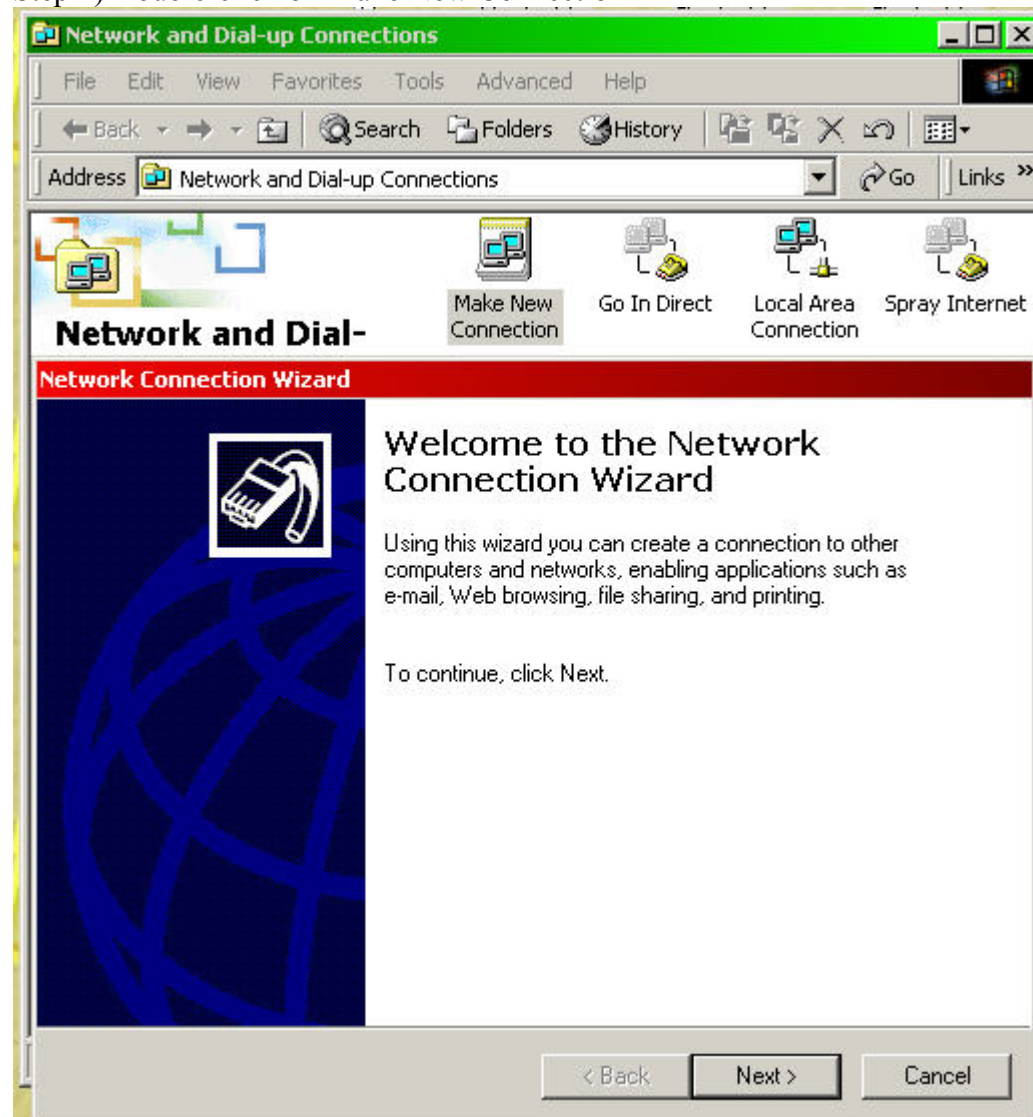 Network and Dial-up Connections
File Edit View Favorites Tools Advanced Help
Back Search Folders History
Address Network and Dial-up Connections Go Links »
Make New Connection
Go In Direct
Local Area Connection
Spray Internet
Network and Dial-
Network Connection Wizard
Welcome to the Network
Connection Wizard
Using this wizard you can create a connection to other
computers and networks, enabling applications such as
e-mail, Web browsing, file sharing, and printing.
To continue, click Next.
< Back Next > Cancel